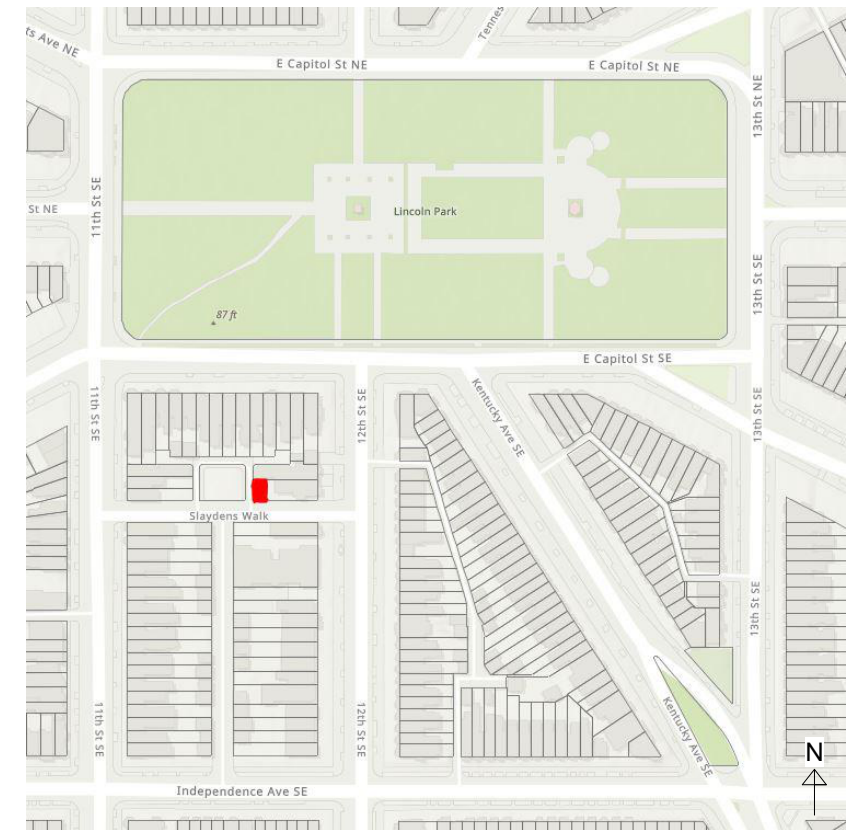 ts Ave NE
Tennes
E Capitol St NE
E Capitol St NE
13th St NE
11th St SE
St NE
Lincoln Park
13th St SE
87 ft
E Capitol St SE
11th St SE
12th St SE
Kentucky Ave SE
13th St SE
Slaydens Walk
13th St SE
11th St SE
12th St SE
Kentucky Ave SE
N
Independence Ave SE